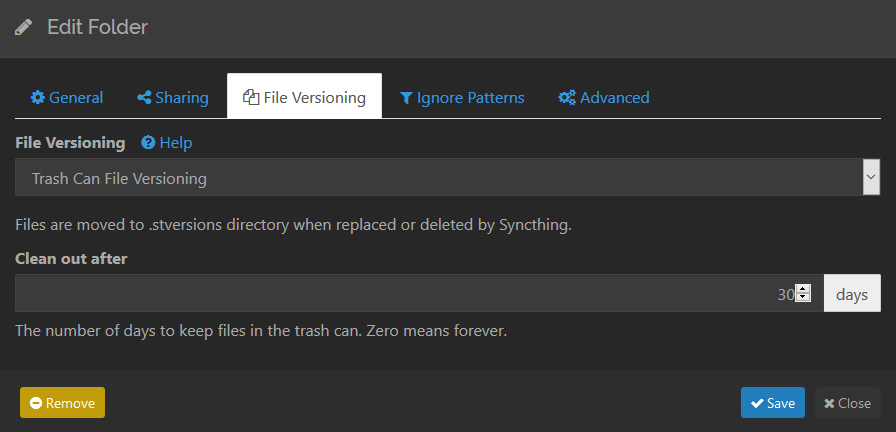 Edit Folder
General Sharing File Versioning Ignore Patterns Advanced
File Versioning Help
Trash Can File Versioning
Files are moved to .stversions directory when replaced or deleted by Syncthing.
Clean out after
30 days
The number of days to keep files in the trash can. Zero means forever.
Remove Save Close